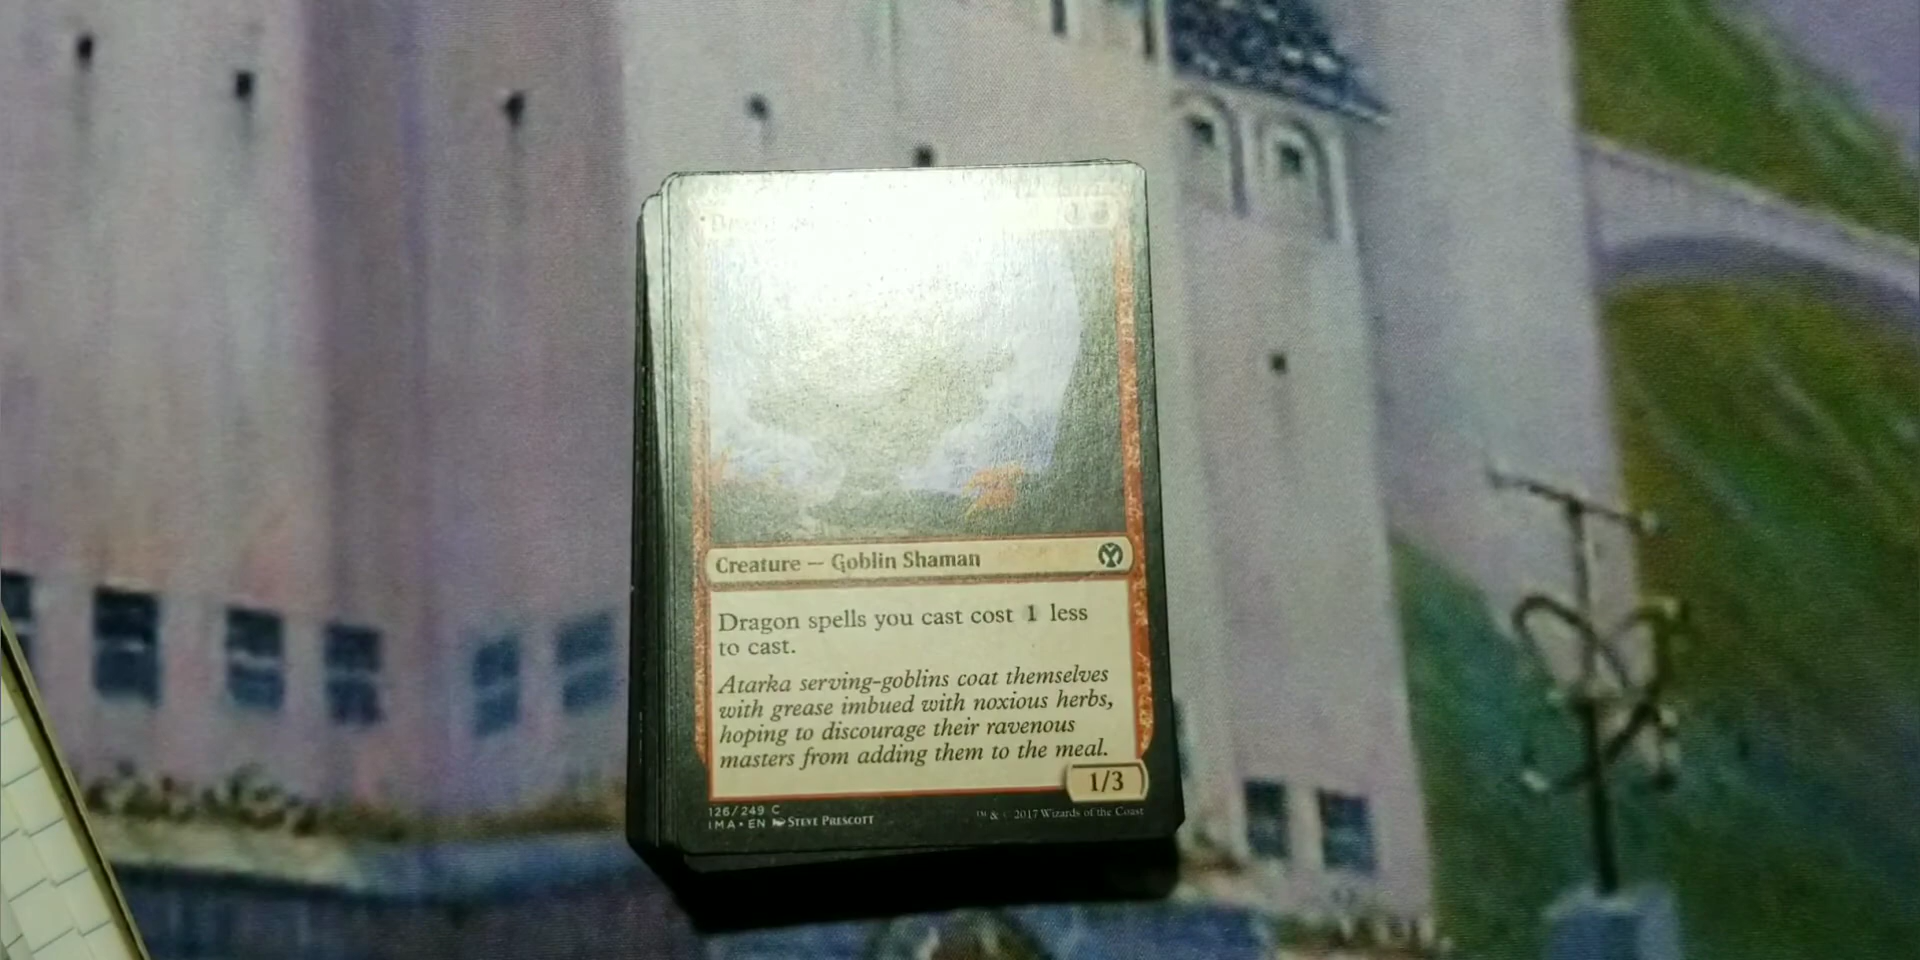 1
Creature — Goblin Shaman
Dragon spells you cast cost 1 less
to cast.
Atarka serving-goblins coat themselves
with grease imbued with noxious herbs,
hoping to discourage their ravenous
masters from adding them to the meal.
1/3
126/249 C
IMA • EN Steve Prescott
™ & © 2017 Wizards of the Coast